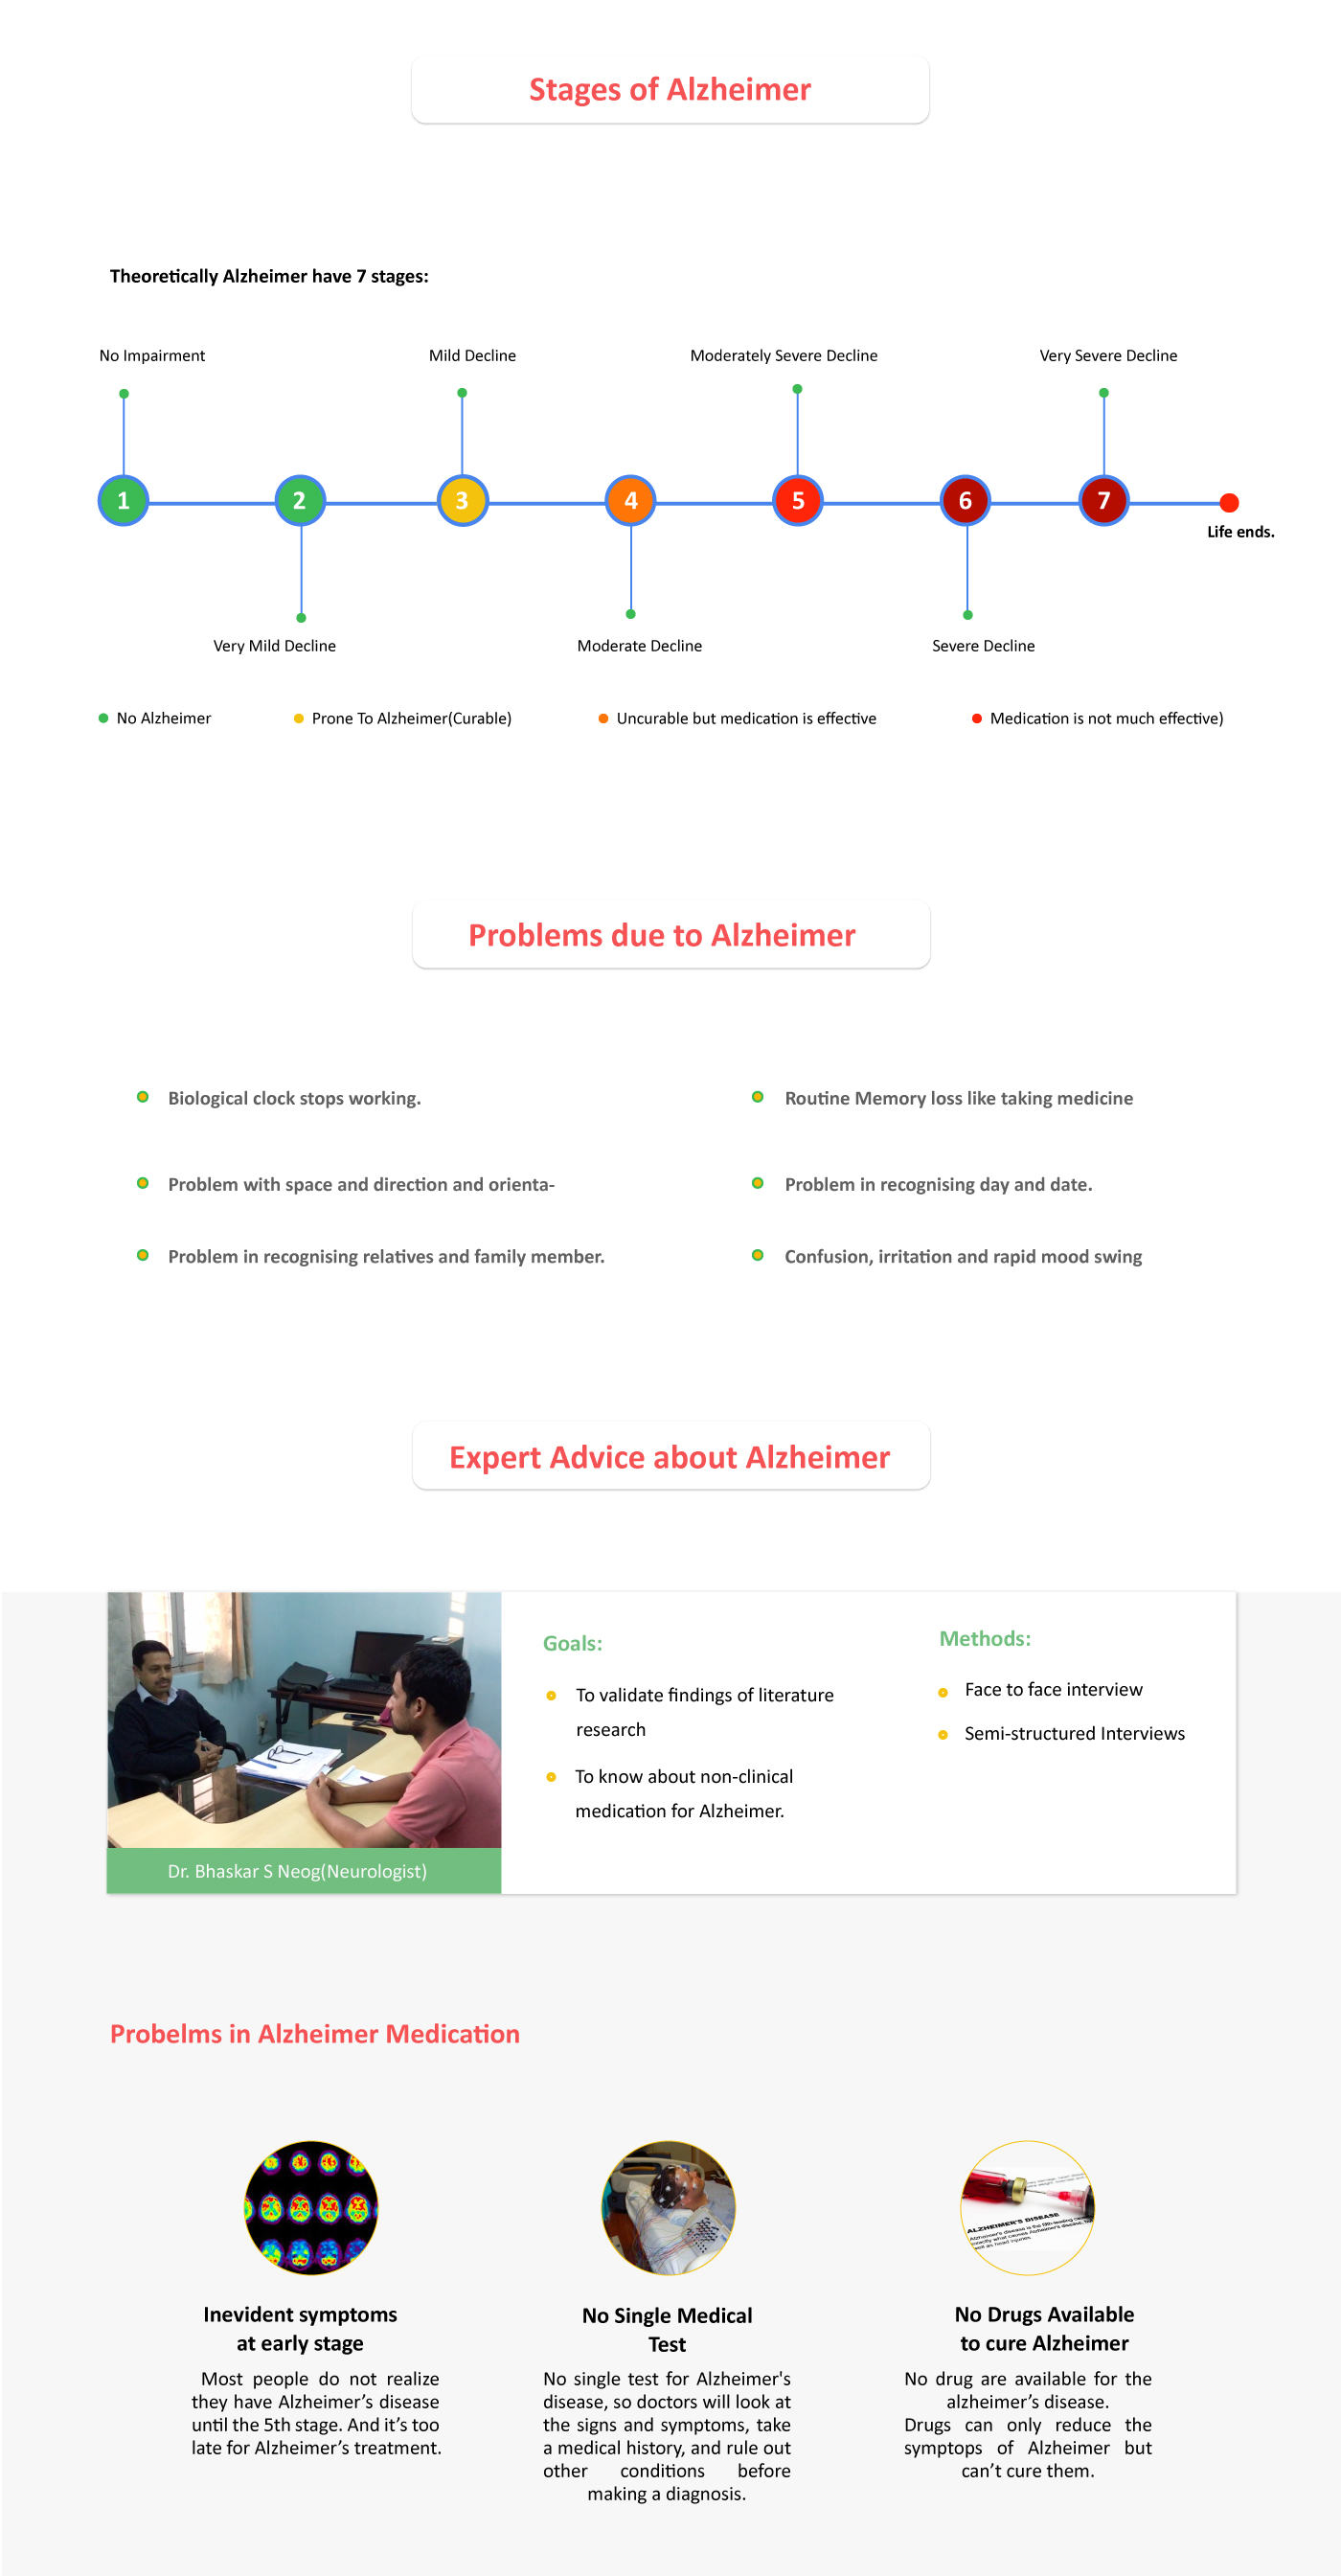 Stages of Alzheimer
Theoretically Alzheimer have 7 stages:
No Impairment
Mild Decline
Moderately Severe Decline
Very Severe Decline
1
2
3
4
5
6
7
Life ends.
Very Mild Decline
Moderate Decline
Severe Decline
No Alzheimer
Prone To Alzheimer(Curable)
Uncurable but medication is effective
Medication is not much effective)
Problems due to Alzheimer
Biological clock stops working.
Routine Memory loss like taking medicine
Problem with space and direction and orienta-
Problem in recognising day and date.
Problem in recognising relatives and family member.
Confusion, irritation and rapid mood swing
Expert Advice about Alzheimer
Dr. Bhaskar S Neog(Neurologist)
Goals:
To validate findings of literature
research
To know about non-clinical
medication for Alzheimer.
Methods:
Face to face interview
Semi-structured Interviews
Probelms in Alzheimer Medication
Inevident symptoms
at early stage
Most people do not realize
they have Alzheimer’s disease
until the 5th stage. And it’s too
late for Alzheimer’s treatment.
No Single Medical
Test
No single test for Alzheimer's
disease, so doctors will look at
the signs and symptoms, take
a medical history, and rule out
other conditions before
making a diagnosis.
ALZHEIMER'S DISEASE
No Drugs Available
to cure Alzheimer
No drug are available for the
alzheimer’s disease.
Drugs can only reduce the
symptops of Alzheimer but
can’t cure them.